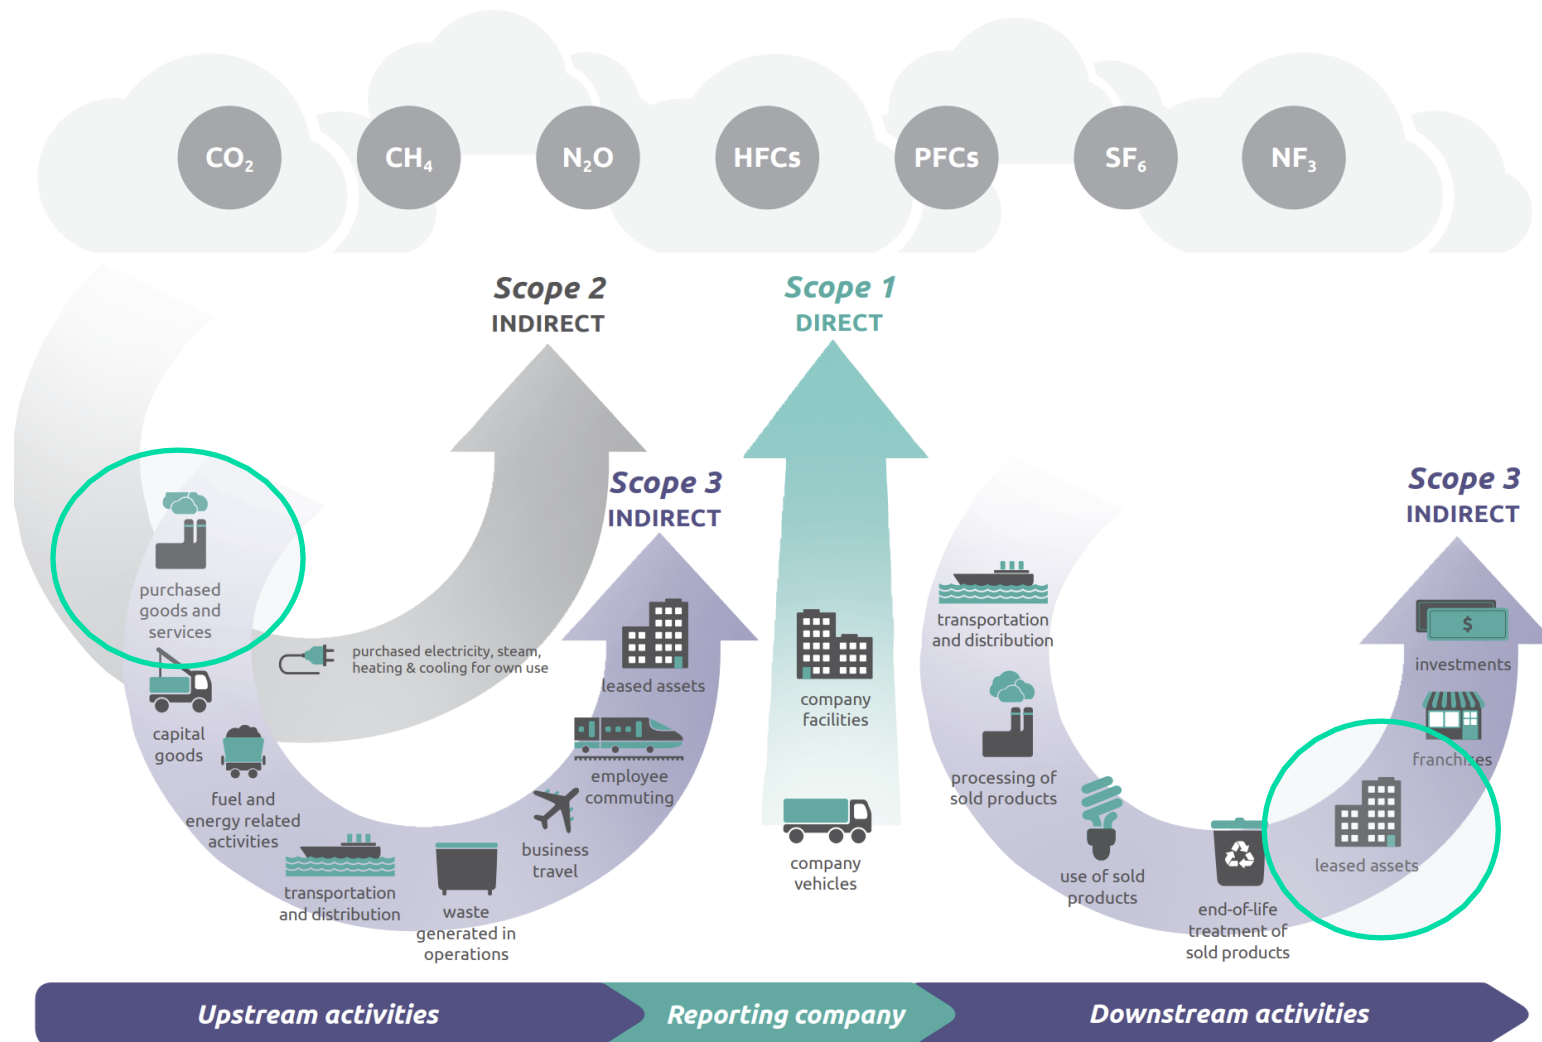 CO₂
CH₄
N₂O
HFCs
PFCs
SF₆
NF₃
Scope 2
INDIRECT
Scope 1
DIRECT
Scope 3
INDIRECT
Scope 3
INDIRECT
purchased
goods and
services
capital
goods
fuel and
energy related
activities
transportation
and distribution
waste
generated in
operations
business
travel
employee
commuting
leased assets
purchased electricity, steam,
heating & cooling for own use
company
facilities
company
vehicles
transportation
and distribution
processing of
sold products
use of sold
products
end-of-life
treatment of
sold products
leased assets
franchises
$
investments
Upstream activities
Reporting company
Downstream activities